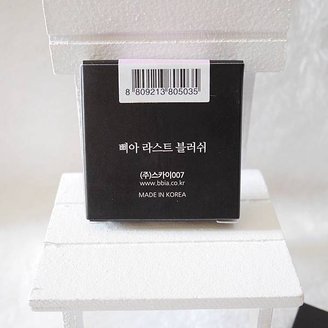 8 809213 805035
삐아 라스트 블러쉬
(주)스카이007
www.bbia.co.kr
MADE IN KOREA